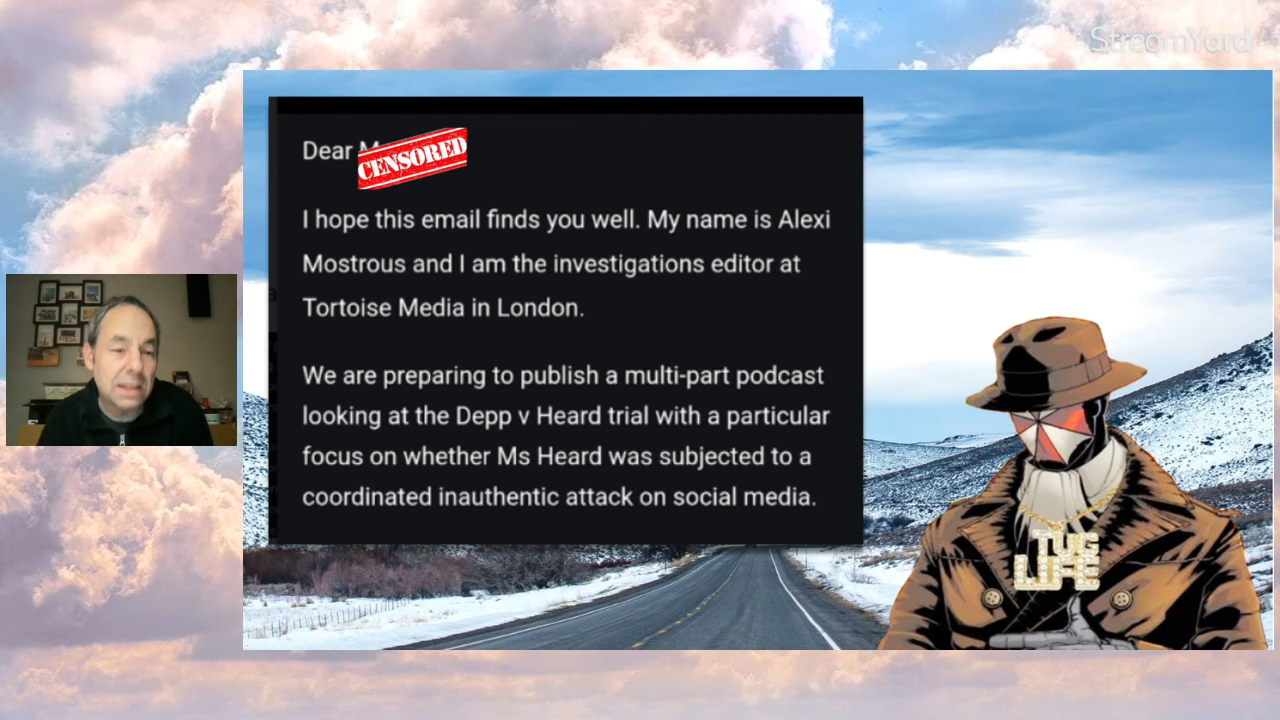 StreamYard
Dear M
CENSORED
I hope this email finds you well. My name is Alexi
Mostrous and I am the investigations editor at
Tortoise Media in London.
We are preparing to publish a multi-part podcast
looking at the Depp v Heard trial with a particular
focus on whether Ms Heard was subjected to a
coordinated inauthentic attack on social media.
THG
LIFE